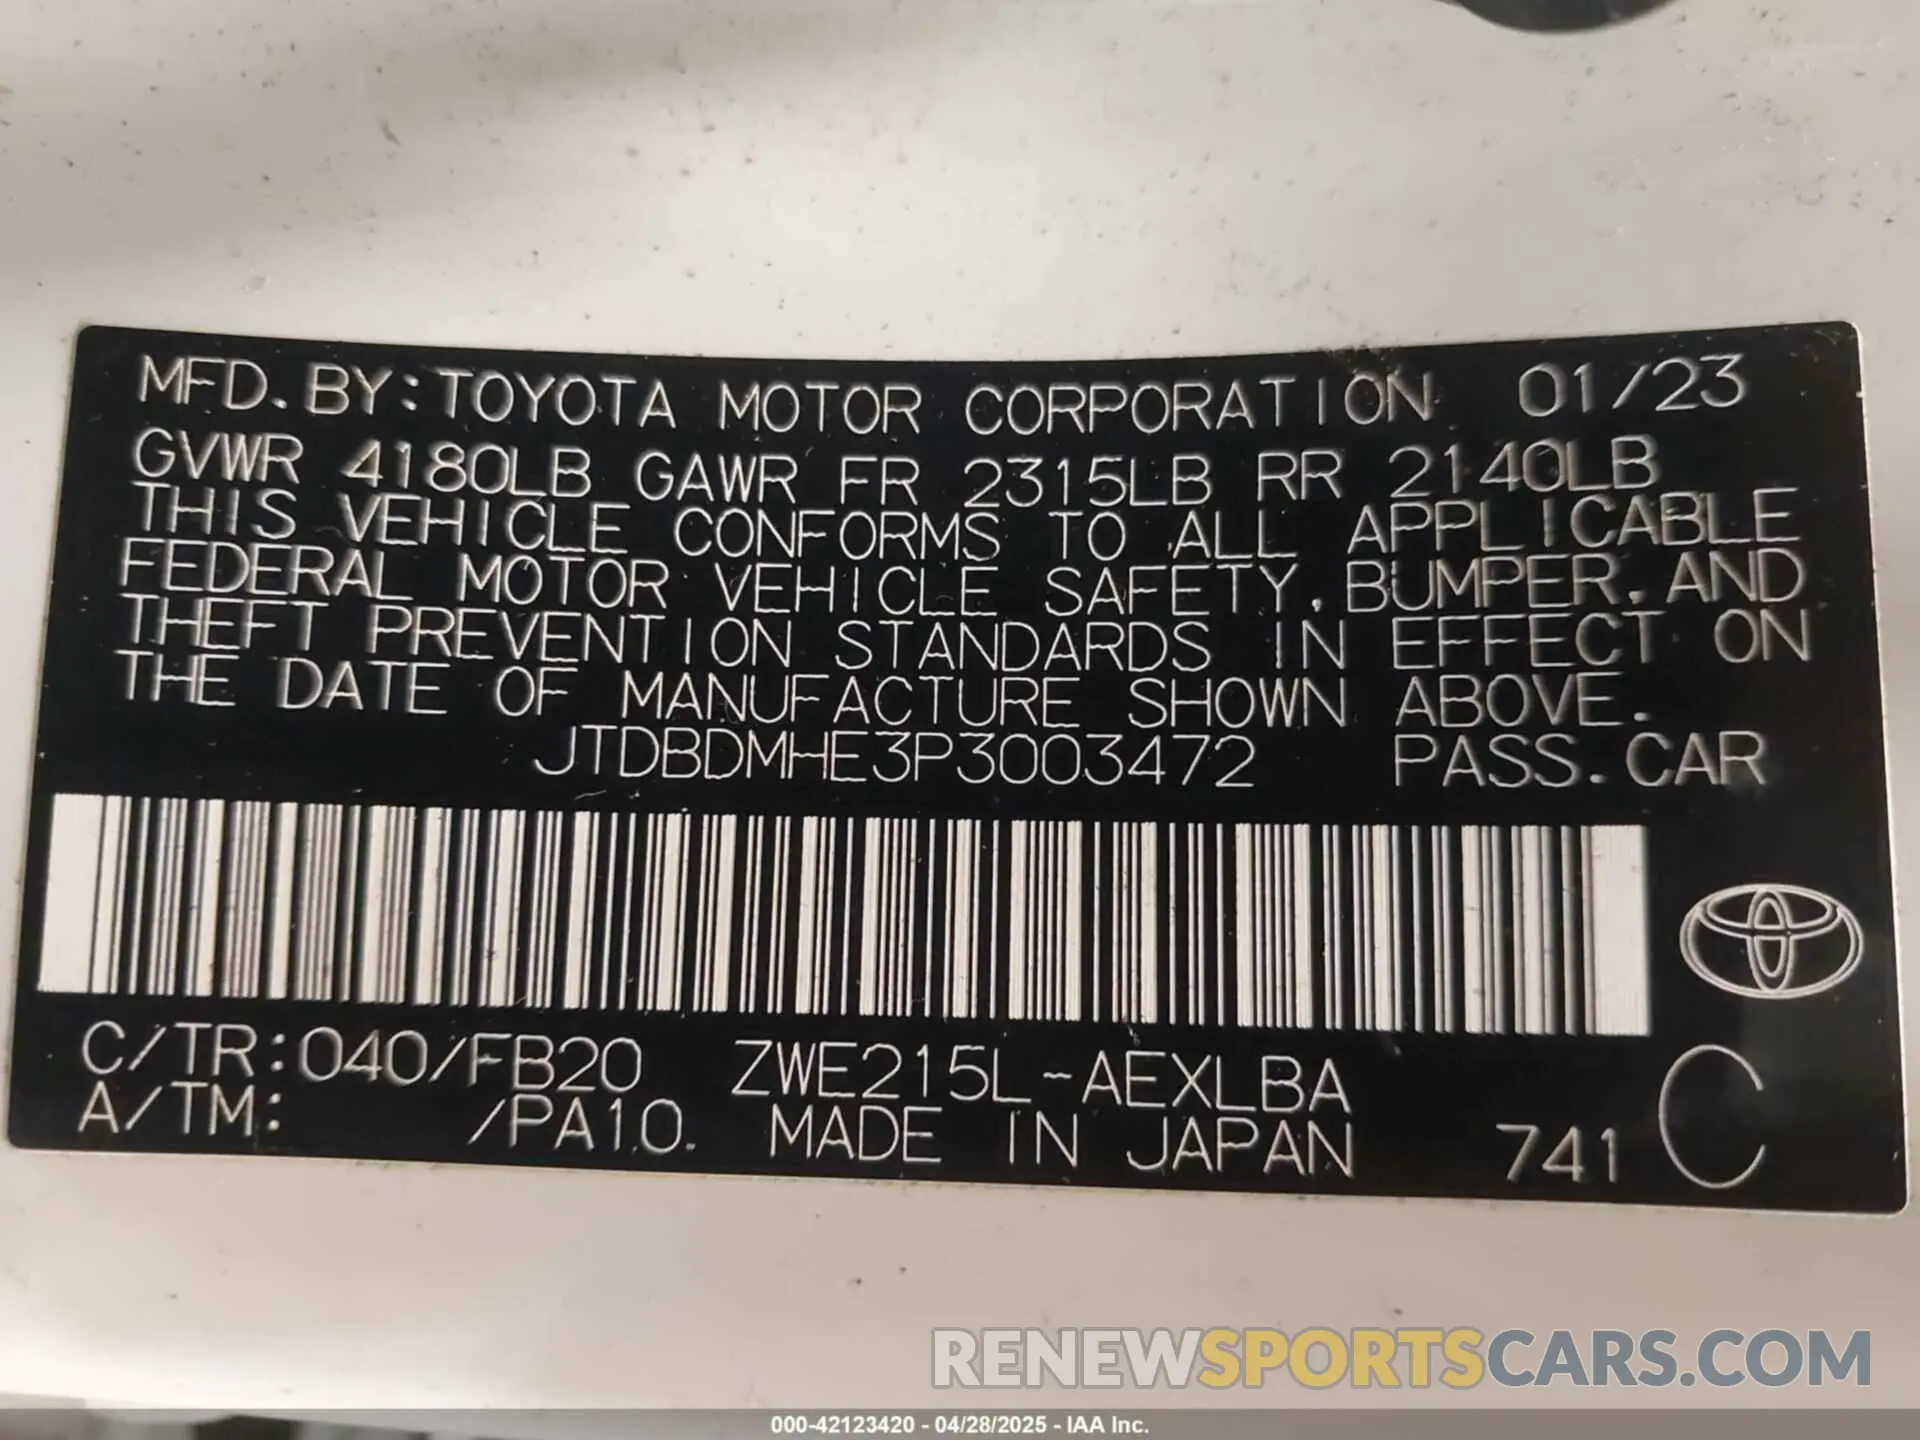 MFD. BY: TOYOTA MOTOR CORPORATION 01/23
GVWR 4180LB GAWR FR 2315LB RR 2140LB
THIS VEHICLE CONFORMS TO ALL APPLICABLE
FEDERAL MOTOR VEHICLE SAFETY, BUMPER, AND
THEFT PREVENTION STANDARDS IN EFFECT ON
THE DATE OF MANUFACTURE SHOWN ABOVE.
JTDBDMHE3P3003472 PASS. CAR
C/TR: 040/FB20 ZWE215L-AEXLBA
A/TM: /PA10 MADE IN JAPAN 741 C
RENEWSPORTSCARS.COM
000-42123420 - 04/28/2025 - IAA Inc.